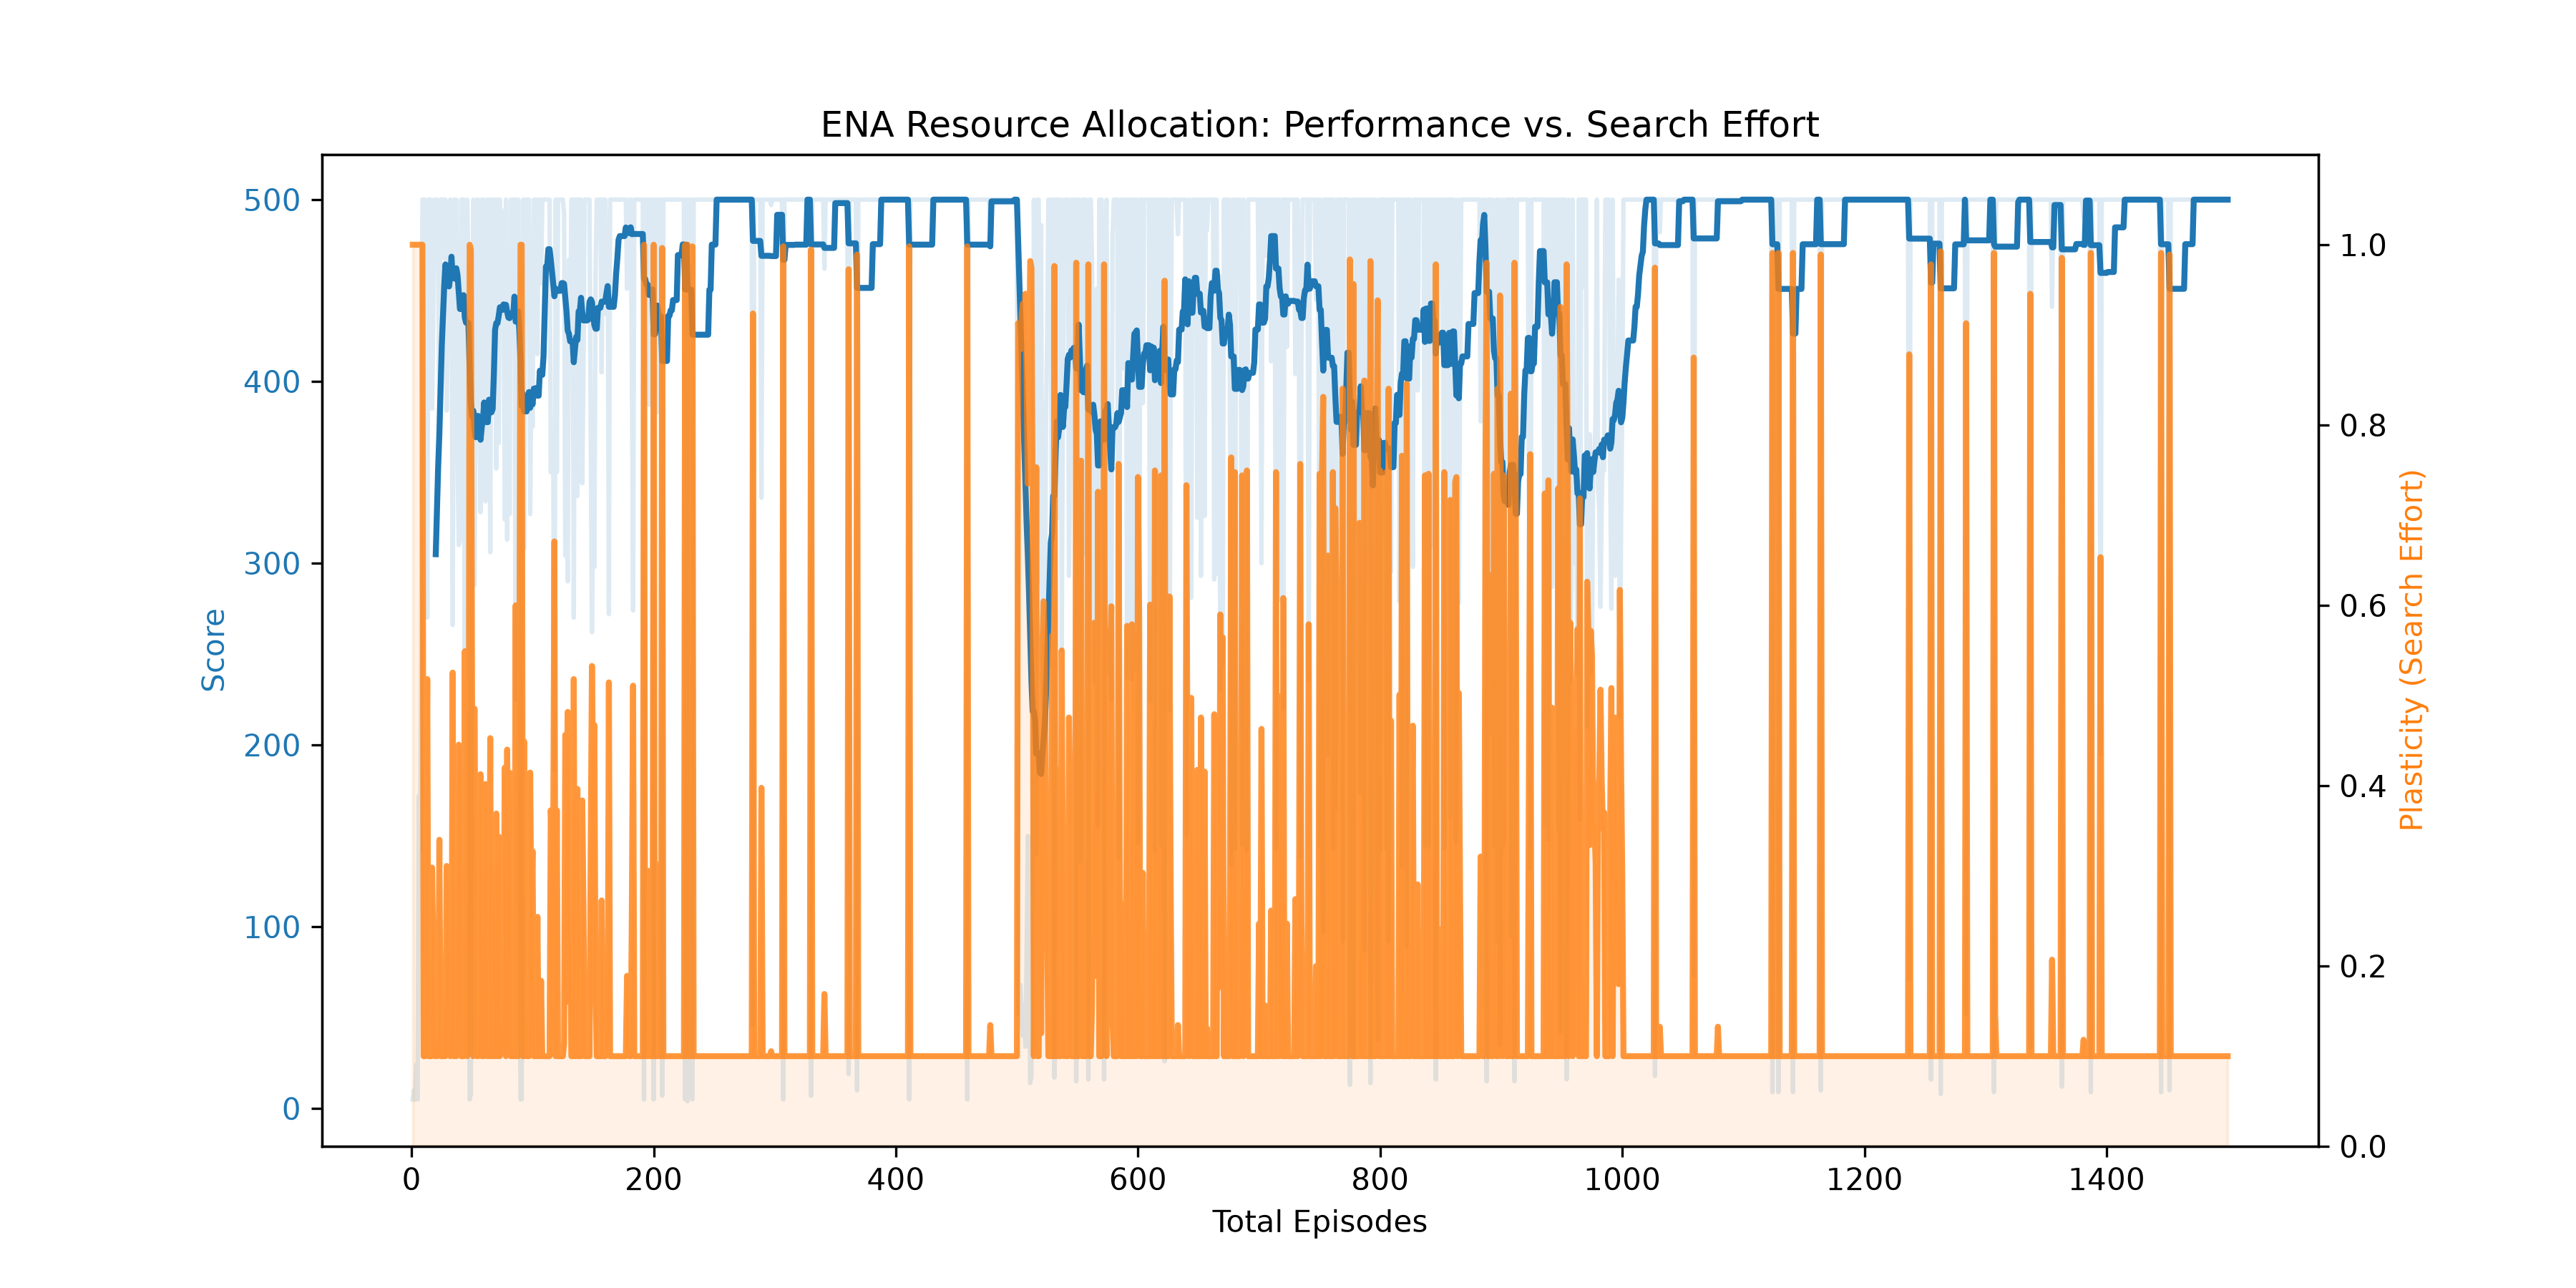 ENA Resource Allocation: Performance vs. Search Effort
500
400
300
200
100
0
Score
1.0
0.8
0.6
0.4
0.2
0.0
Plasticity (Search Effort)
0 200 400 600 800 1000 1200 1400
Total Episodes